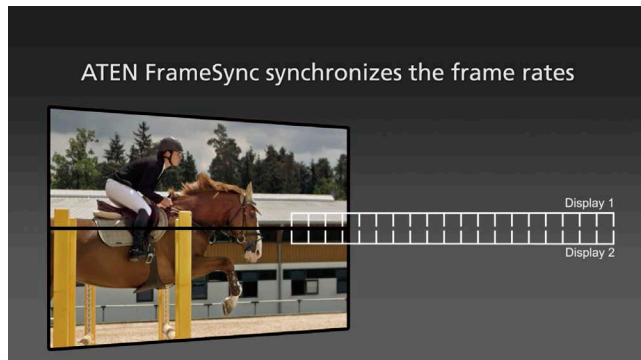 ATEN FrameSync synchronizes the frame rates
Display 1
Display 2